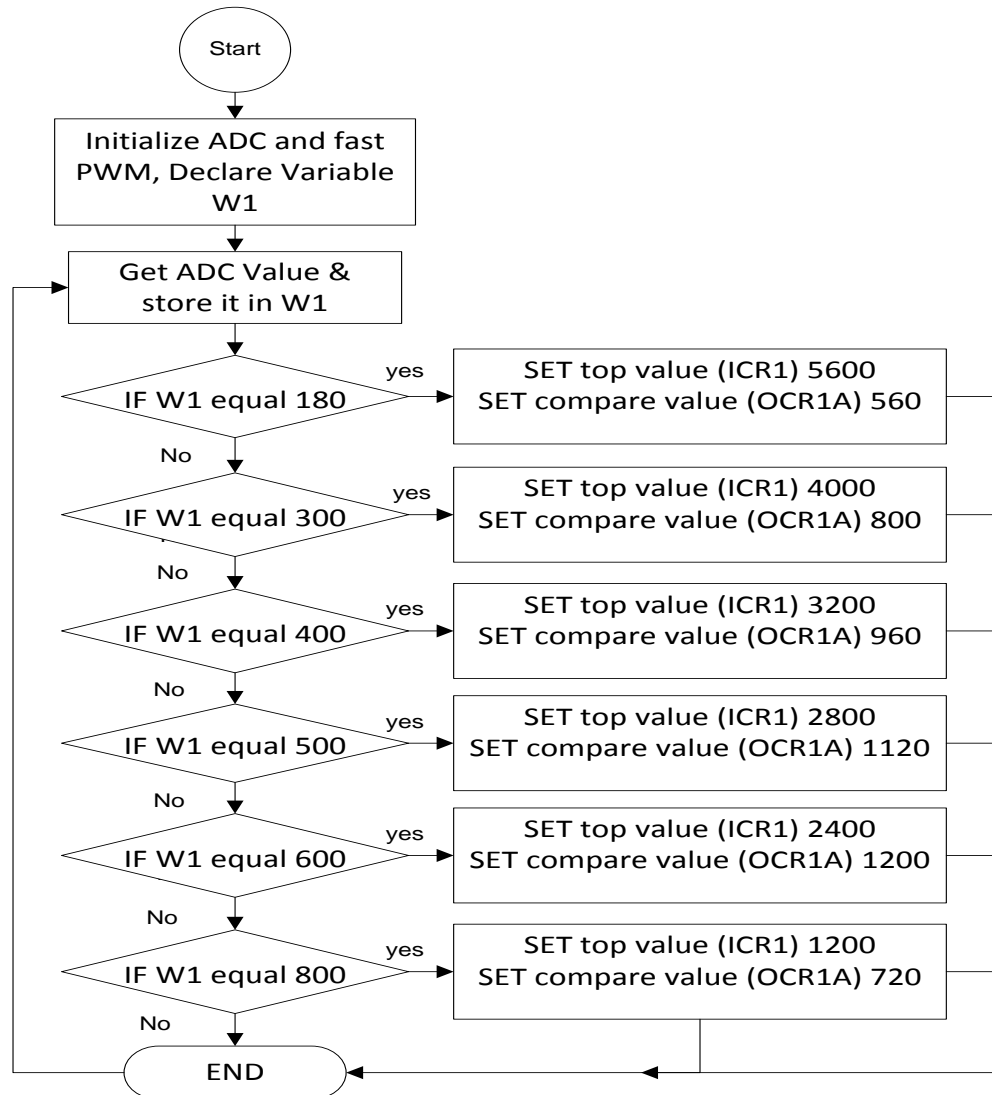 Start
Initialize ADC and fast
PWM, Declare Variable
W1
Get ADC Value &
store it in W1
IF W1 equal 180
yes
SET top value (ICR1) 5600
SET compare value (OCR1A) 560
No
IF W1 equal 300
yes
SET top value (ICR1) 4000
SET compare value (OCR1A) 800
No
IF W1 equal 400
yes
SET top value (ICR1) 3200
SET compare value (OCR1A) 960
No
IF W1 equal 500
yes
SET top value (ICR1) 2800
SET compare value (OCR1A) 1120
No
IF W1 equal 600
yes
SET top value (ICR1) 2400
SET compare value (OCR1A) 1200
No
IF W1 equal 800
yes
SET top value (ICR1) 1200
SET compare value (OCR1A) 720
No
END